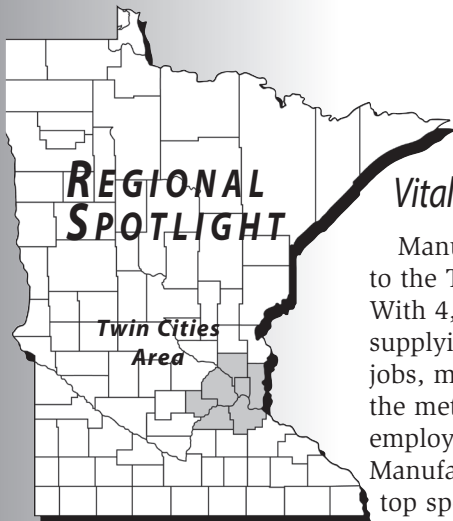 REGIONAL
SPOTLIGHT
Twin Cities
Area
Vital
Manu
to the T
With 4,
supplyi
jobs, m
the met
employ
Manufa
top sp